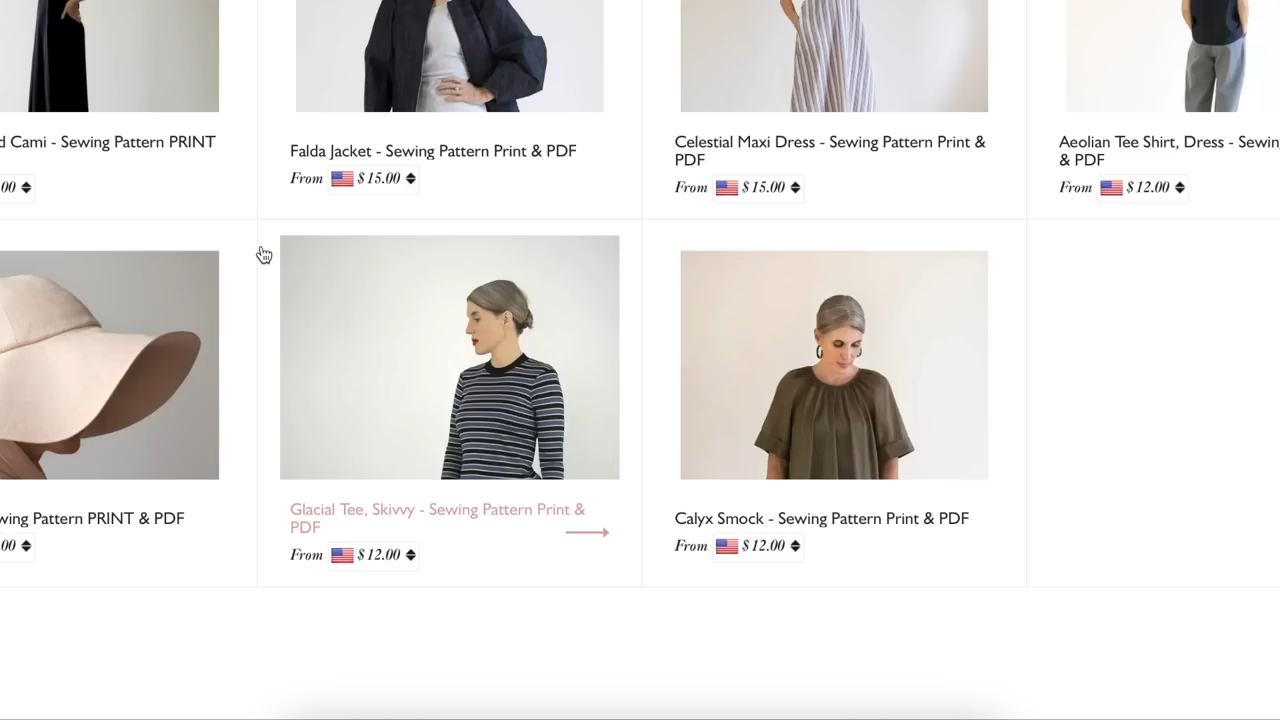 d Cami - Sewing Pattern PRINT
00
Falda Jacket - Sewing Pattern Print & PDF
From $15.00
Celestial Maxi Dress - Sewing Pattern Print &
PDF
From $15.00
Aeolian Tee Shirt, Dress - Sewin
& PDF
From $12.00
wing Pattern PRINT & PDF
00
Glacial Tee, Skivvy - Sewing Pattern Print &
PDF
From $12.00
Calyx Smock - Sewing Pattern Print & PDF
From $12.00